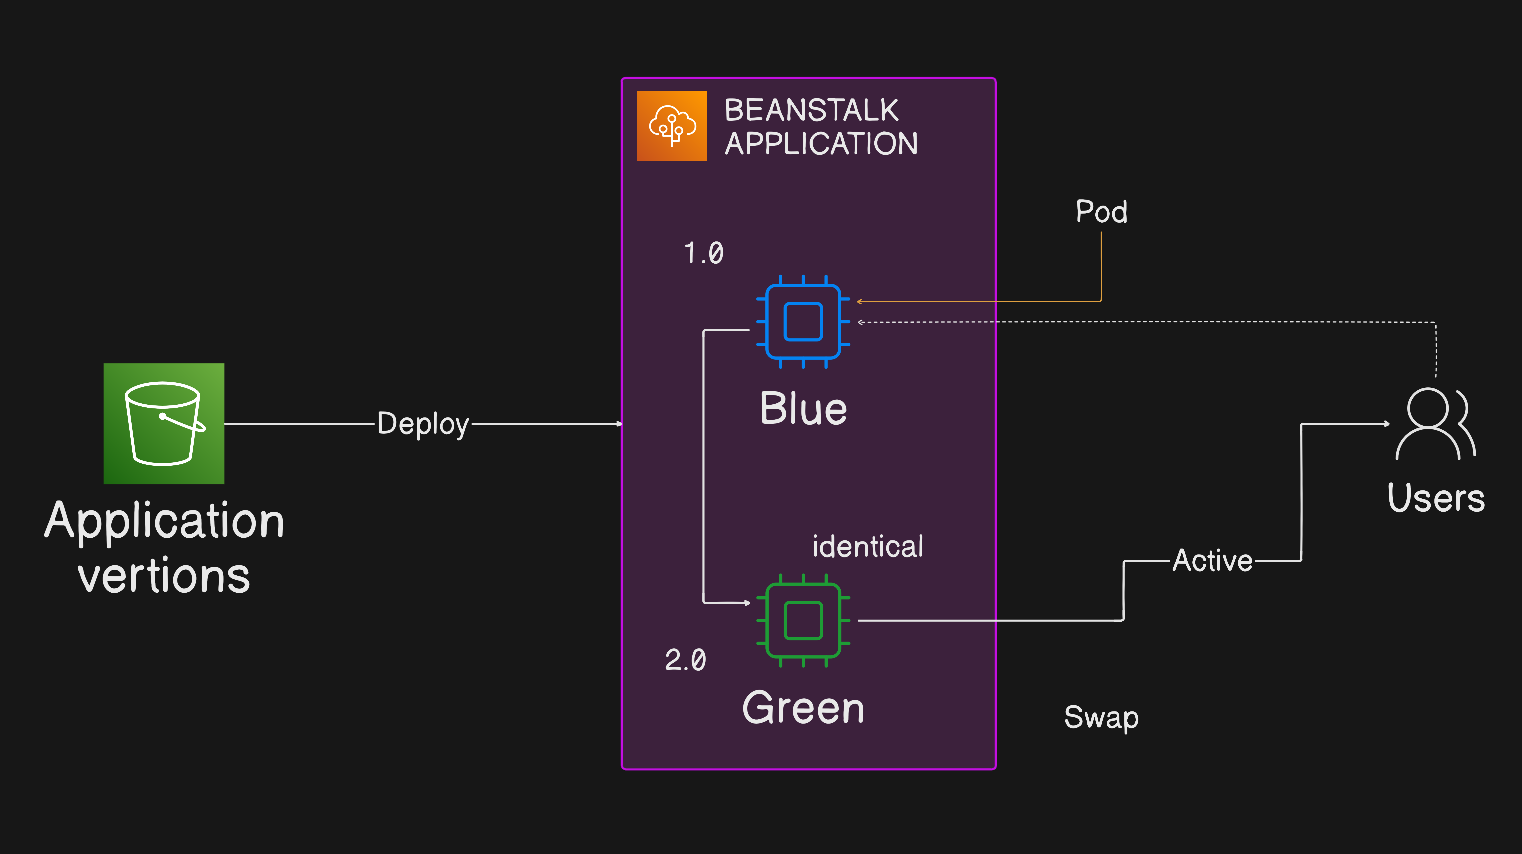 BEANSTALK
APPLICATION
Pod
1.0
Blue
Deploy
Application
vertions
Users
identical
Active
2.0
Green
Swap